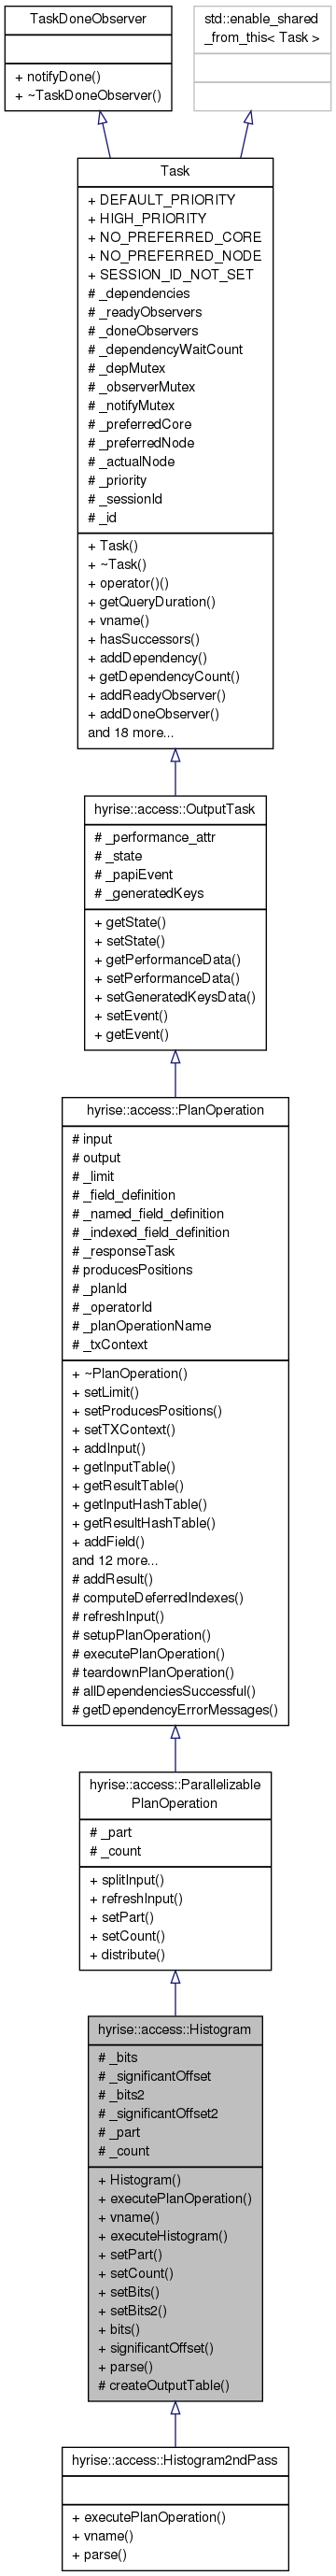 TaskDoneObserver
+ notifyDone()
+ ~TaskDoneObserver()
std::enable_shared
_from_this< Task >
Task
+ DEFAULT_PRIORITY
+ HIGH_PRIORITY
+ NO_PREFERRED_CORE
+ NO_PREFERRED_NODE
+ SESSION_ID_NOT_SET
# _dependencies
# _readyObservers
# _doneObservers
# _dependencyWaitCount
# _depMutex
# _observerMutex
# _notifyMutex
# _preferredCore
# _preferredNode
# _actualNode
# _priority
# _sessionId
# _id
+ Task()
+ ~Task()
+ operator()()
+ getQueryDuration()
+ vname()
+ hasSuccessors()
+ addDependency()
+ getDependencyCount()
+ addReadyObserver()
+ addDoneObserver()
and 18 more...
hyrise::access::OutputTask
# _performance_attr
# _state
# _papiEvent
# _generatedKeys
+ getState()
+ setState()
+ getPerformanceData()
+ setPerformanceData()
+ setGeneratedKeysData()
+ setEvent()
+ getEvent()
hyrise::access::PlanOperation
# input
# output
# _limit
# _field_definition
# _named_field_definition
# _indexed_field_definition
# _responseTask
# producesPositions
# _planId
# _operatorId
# _planOperationName
# _txContext
+ ~PlanOperation()
+ setLimit()
+ setProducesPositions()
+ setTXContext()
+ addInput()
+ getInputTable()
+ getResultTable()
+ getInputHashTable()
+ getResultHashTable()
+ addField()
and 12 more...
# addResult()
# computeDeferredIndexes()
# refreshInput()
# setupPlanOperation()
# executePlanOperation()
# teardownPlanOperation()
# allDependenciesSuccessful()
# getDependencyErrorMessages()
hyrise::access::Parallelizable
PlanOperation
# _part
# _count
+ splitInput()
+ refreshInput()
+ setPart()
+ setCount()
+ distribute()
hyrise::access::Histogram
# _bits
# _significantOffset
# _bits2
# _significantOffset2
# _part
# _count
+ Histogram()
+ executePlanOperation()
+ vname()
+ executeHistogram()
+ setPart()
+ setCount()
+ setBits()
+ setBits2()
+ bits()
+ significantOffset()
+ parse()
# createOutputTable()
hyrise::access::Histogram2ndPass
+ executePlanOperation()
+ vname()
+ parse()